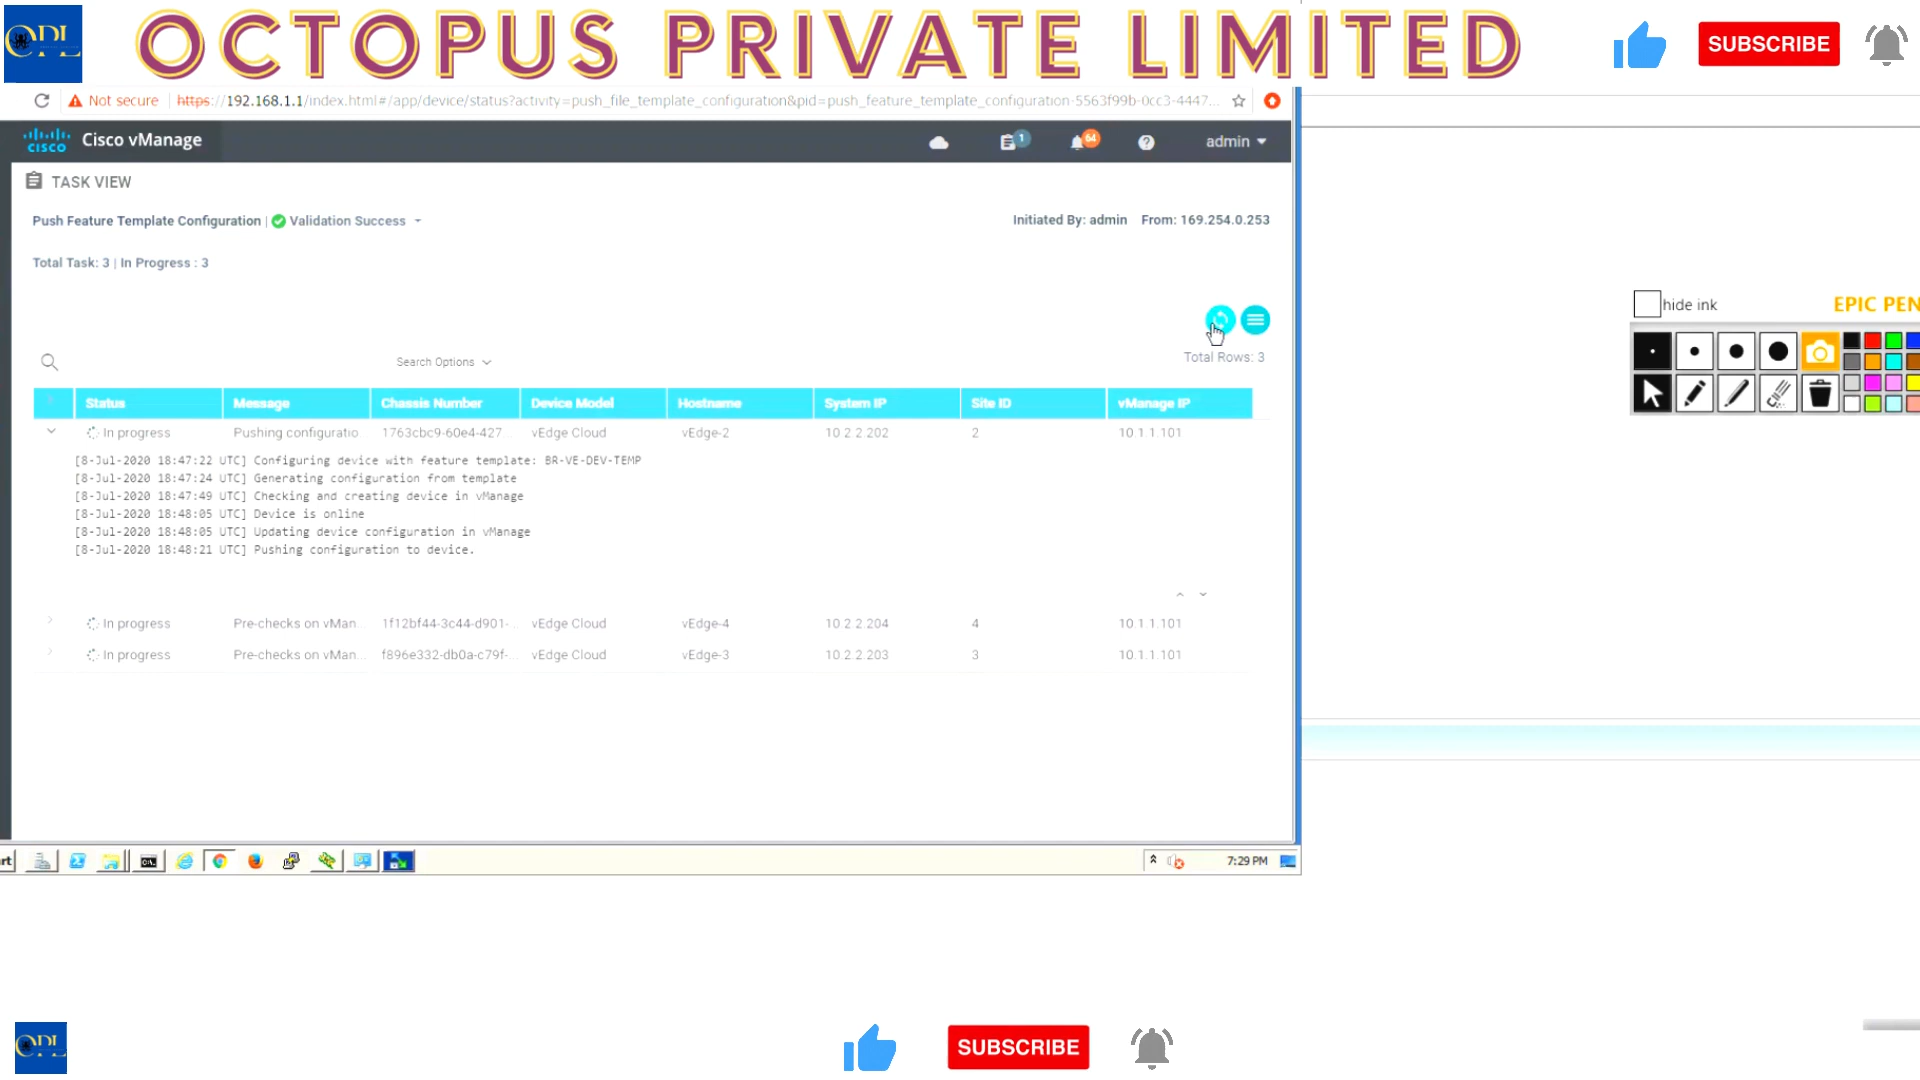 OPL OCTOPUS PRIVATE LIMITED SUBSCRIBE
Not secure https://192.168.1.1/index.html#/app/device/status?activity=push_file_template_configuration&pid=push_feature_template_configuration-5563f99b-0cc3-4447...
cisco Cisco vManage 1 64 ? admin
TASK VIEW
Push Feature Template Configuration | Validation Success Initiated By: admin From: 169.254.0.253
Total Task: 3 | In Progress : 3
hide ink EPIC PEN
Search Options Total Rows: 3
Status Message Chassis Number Device Model Hostname System IP Site ID vManage IP
In progress Pushing configuratio 1763cbc9-60e4-427... vEdge Cloud vEdge-2 10.2.2.202 2 10.1.1.101
[8-Jul-2020 18:47:22 UTC] Configuring device with feature template: BR-VE-DEV-TEMP
[8-Jul-2020 18:47:24 UTC] Generating configuration from template
[8-Jul-2020 18:47:49 UTC] Checking and creating device in vManage
[8-Jul-2020 18:48:05 UTC] Device is online
[8-Jul-2020 18:48:05 UTC] Updating device configuration in vManage
[8-Jul-2020 18:48:21 UTC] Pushing configuration to device.
In progress Pre-checks on vMan... 1f12bf44-3c44-d901-... vEdge Cloud vEdge-4 10.2.2.204 4 10.1.1.101
In progress Pre-checks on vMan... f896e332-db0a-c79f-... vEdge Cloud vEdge-3 10.2.2.203 3 10.1.1.101
rt 7:29 PM
OPL SUBSCRIBE